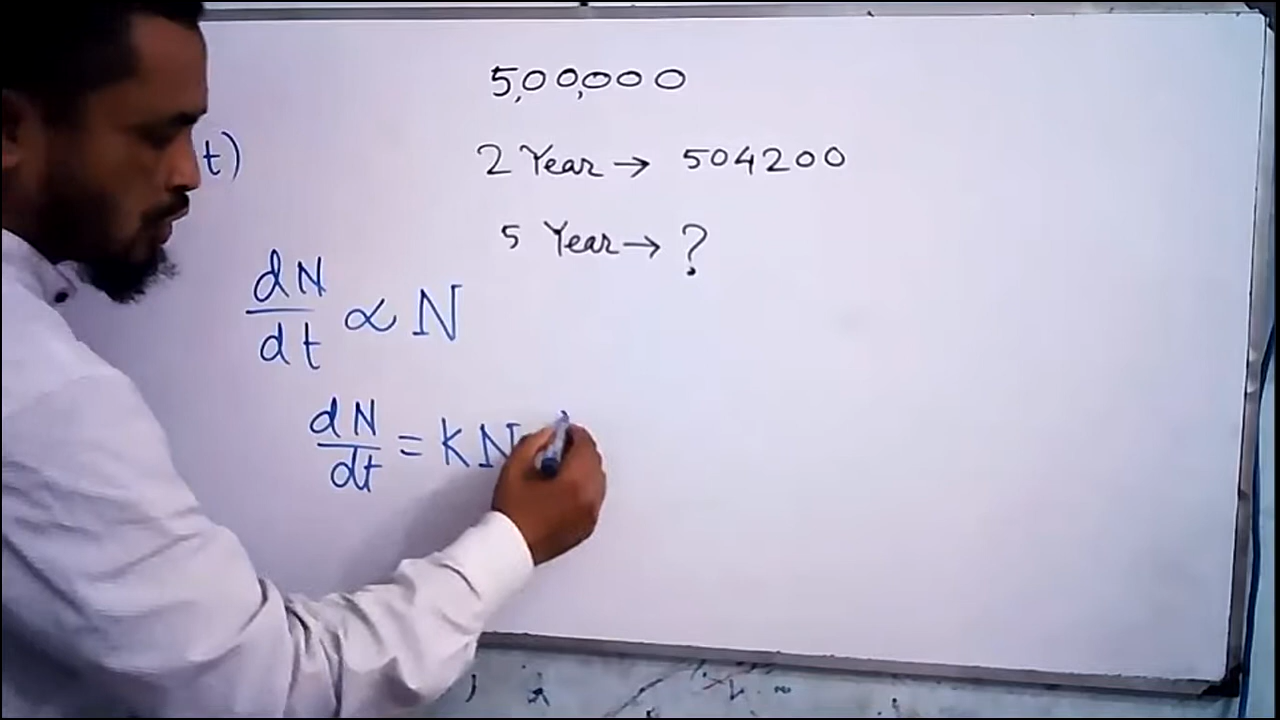 5,00,000
t)
2 Year → 504200
5 Year → ?
dN/dt ∝ N
dN/dt = KN